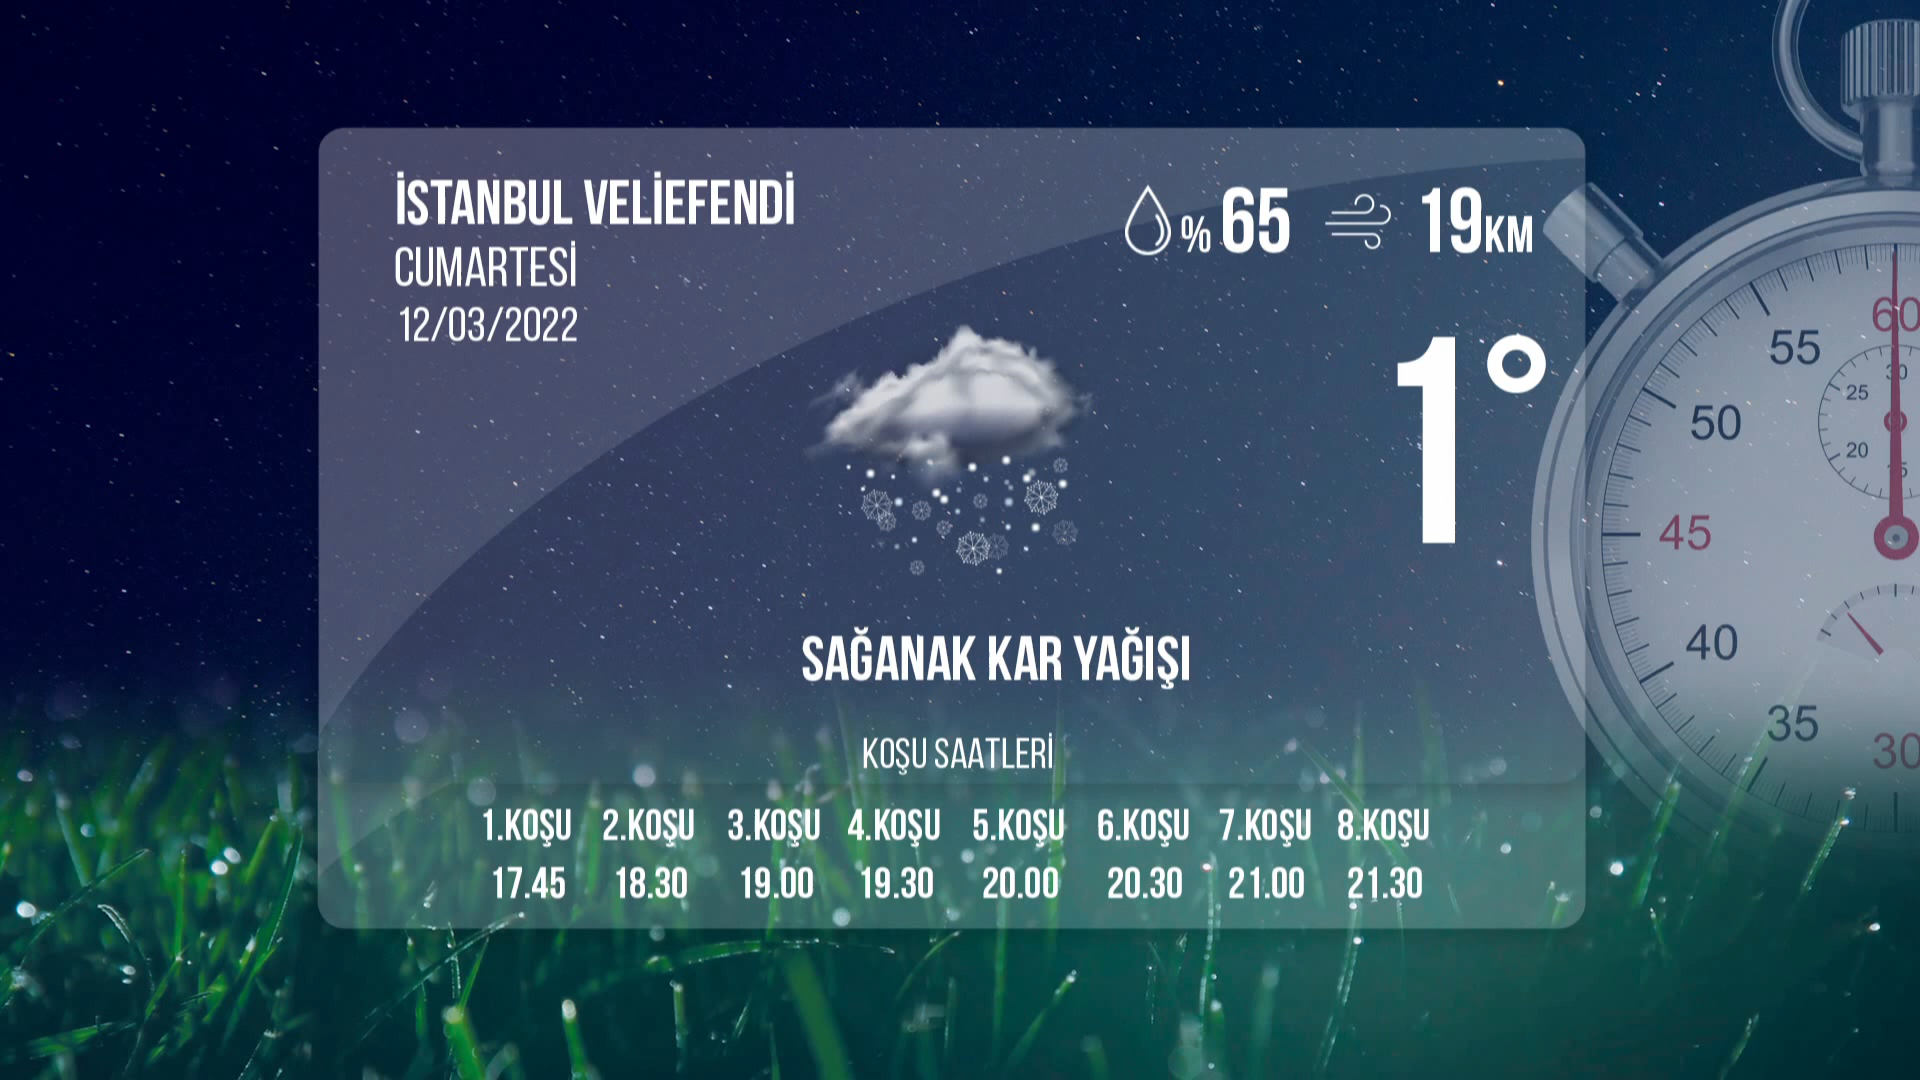 İSTANBUL VELİEFENDİ
CUMARTESİ
12/03/2022
% 65 19KM
1°
SAĞANAK KAR YAĞIŞI
KOŞU SAATLERİ
1.KOŞU 2.KOŞU 3.KOŞU 4.KOŞU 5.KOŞU 6.KOŞU 7.KOŞU 8.KOŞU
17.45 18.30 19.00 19.30 20.00 20.30 21.00 21.30
60
55
50
45
40
35
30
30
25
20
15